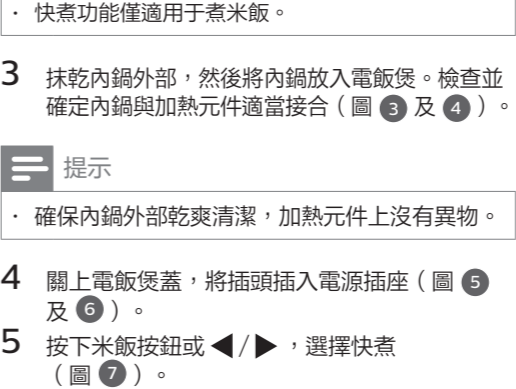 · 快煮功能僅適用于煮米飯。
3 抹乾內鍋外部，然後將內鍋放入電飯煲。檢查並
確定內鍋與加熱元件適當接合（圖 3 及 4）。
提示
· 確保內鍋外部乾爽清潔，加熱元件上沒有異物。
4 關上電飯煲蓋，將插頭插入電源插座（圖 5
及 6）。
5 按下米飯按鈕或 ◀/▶，選擇快煮
（圖 7）。